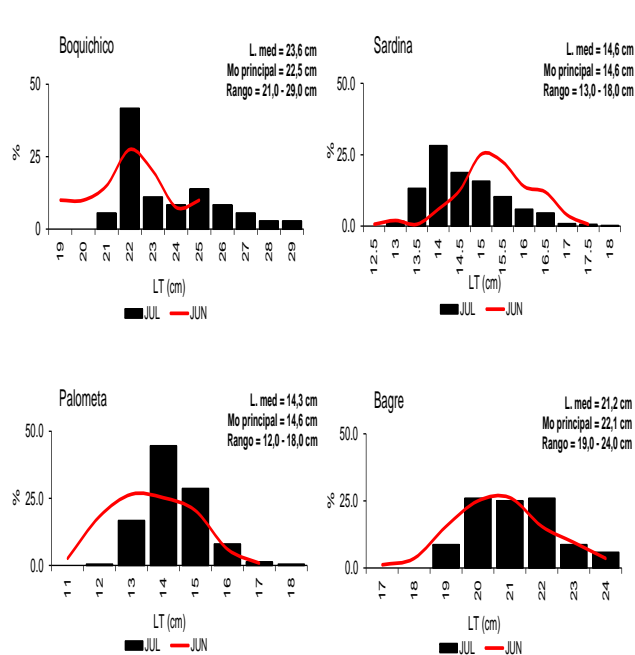 Boquichico
L. med = 23,6 cm
Mo principal = 22,5 cm
Rango = 21,0 - 29,0 cm
50
25
0
%
19 20 21 22 23 24 25 26 27 28 29
LT (cm)
JUL JUN
Sardina
L. med = 14,6 cm
Mo principal = 14,6 cm
Rango = 13,0 - 18,0 cm
50.0
25.0
0.0
%
12.5 13 13.5 14 14.5 15 15.5 16 16.5 17 17.5 18
LT (cm)
JUL JUN
Palometa
L. med = 14,3 cm
Mo principal = 14,6 cm
Rango = 12,0 - 18,0 cm
50.0
25.0
0.0
%
11 12 13 14 15 16 17 18
LT (cm)
JUL JUN
Bagre
L. med = 21,2 cm
Mo principal = 22,1 cm
Rango = 19,0 - 24,0 cm
50.0
25.0
0.0
%
17 18 19 20 21 22 23 24
LT (cm)
JUL JUN